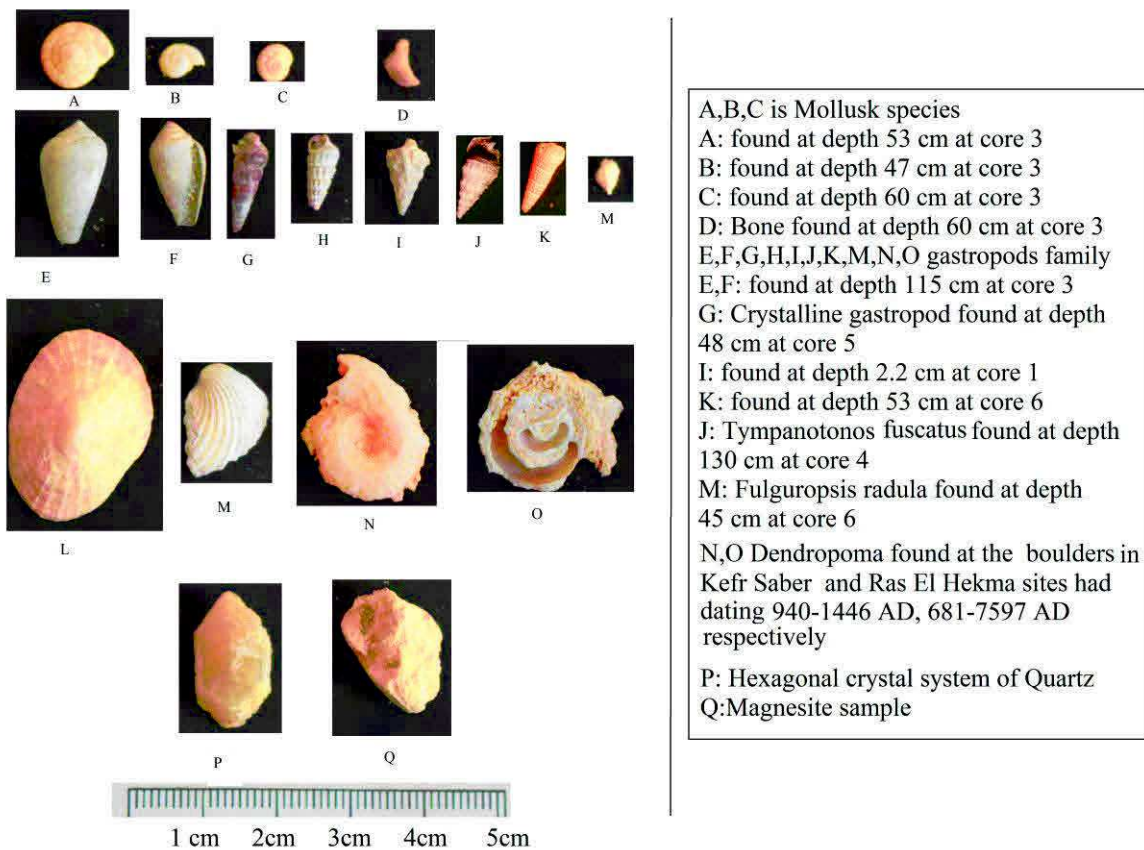 A
B
C
D
E
F
G
H
I
J
K
M
L
M
N
O
P
Q
1 cm 2cm 3cm 4cm 5cm
A,B,C is Mollusk species
A: found at depth 53 cm at core 3
B: found at depth 47 cm at core 3
C: found at depth 60 cm at core 3
D: Bone found at depth 60 cm at core 3
E,F,G,H,I,J,K,M,N,O gastropods family
E,F: found at depth 115 cm at core 3
G: Crystalline gastropod found at depth
48 cm at core 5
I: found at depth 2.2 cm at core 1
K: found at depth 53 cm at core 6
J: Tympanotonos fuscatus found at depth
130 cm at core 4
M: Fulguropsis radula found at depth
45 cm at core 6
N,O Dendropoma found at the boulders in
Kefr Saber and Ras El Hekma sites had
dating 940-1446 AD, 681-7597 AD
respectively
P: Hexagonal crystal system of Quartz
Q:Magnesite sample